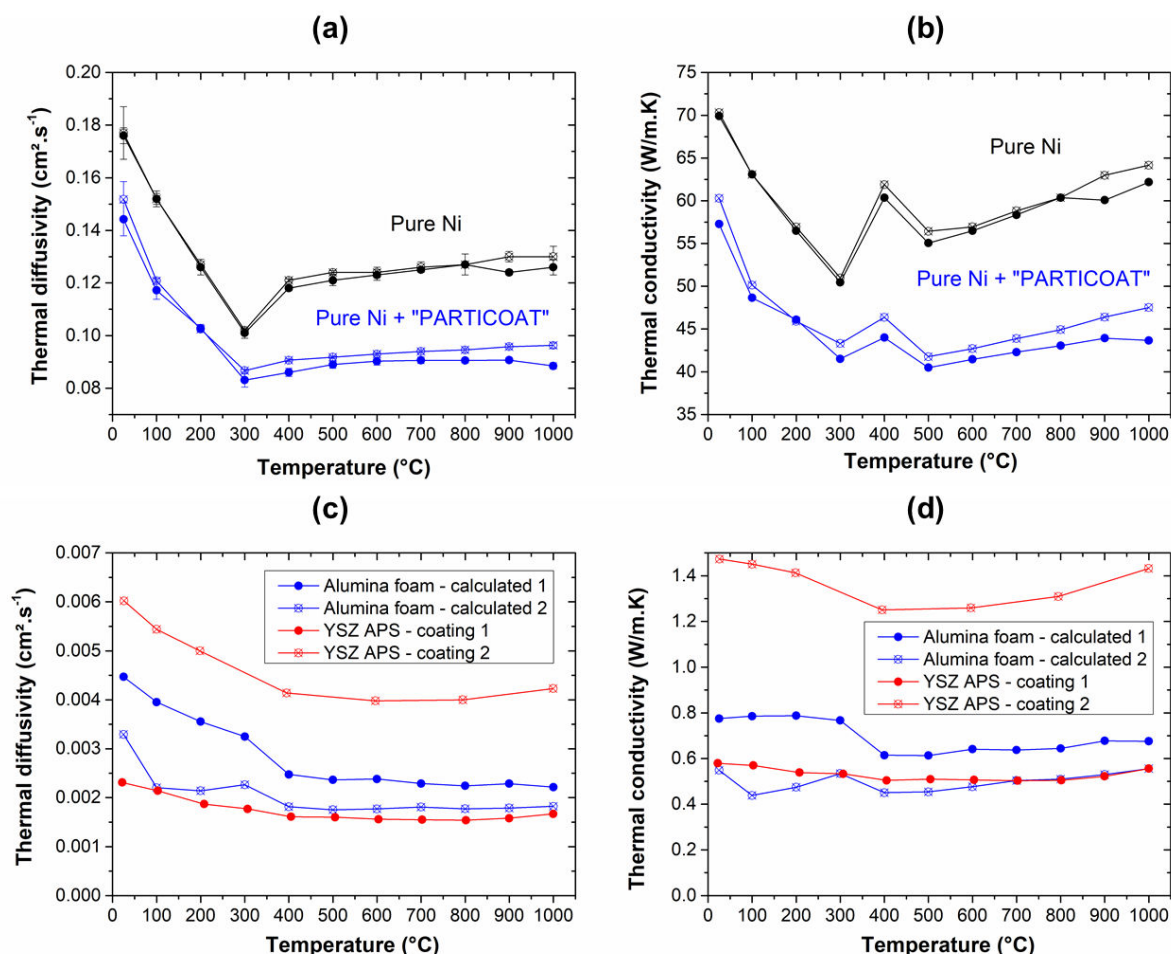 (a)
Thermal diffusivity (cm².s⁻¹)
0.20
0.18
0.16
0.14
0.12
0.10
0.08
Pure Ni
Pure Ni + "PARTICOAT"
0 100 200 300 400 500 600 700 800 900 1000
Temperature (°C)
(b)
Thermal conductivity (W/m.K)
75
70
65
60
55
50
45
40
35
Pure Ni
Pure Ni + "PARTICOAT"
0 100 200 300 400 500 600 700 800 900 1000
Temperature (°C)
(c)
Thermal diffusivity (cm².s⁻¹)
0.007
0.006
0.005
0.004
0.003
0.002
0.001
0.000
Alumina foam - calculated 1
Alumina foam - calculated 2
YSZ APS - coating 1
YSZ APS - coating 2
0 100 200 300 400 500 600 700 800 900 1000
Temperature (°C)
(d)
Thermal conductivity (W/m.K)
1.4
1.2
1.0
0.8
0.6
0.4
0.2
0.0
Alumina foam - calculated 1
Alumina foam - calculated 2
YSZ APS - coating 1
YSZ APS - coating 2
0 100 200 300 400 500 600 700 800 900 1000
Temperature (°C)